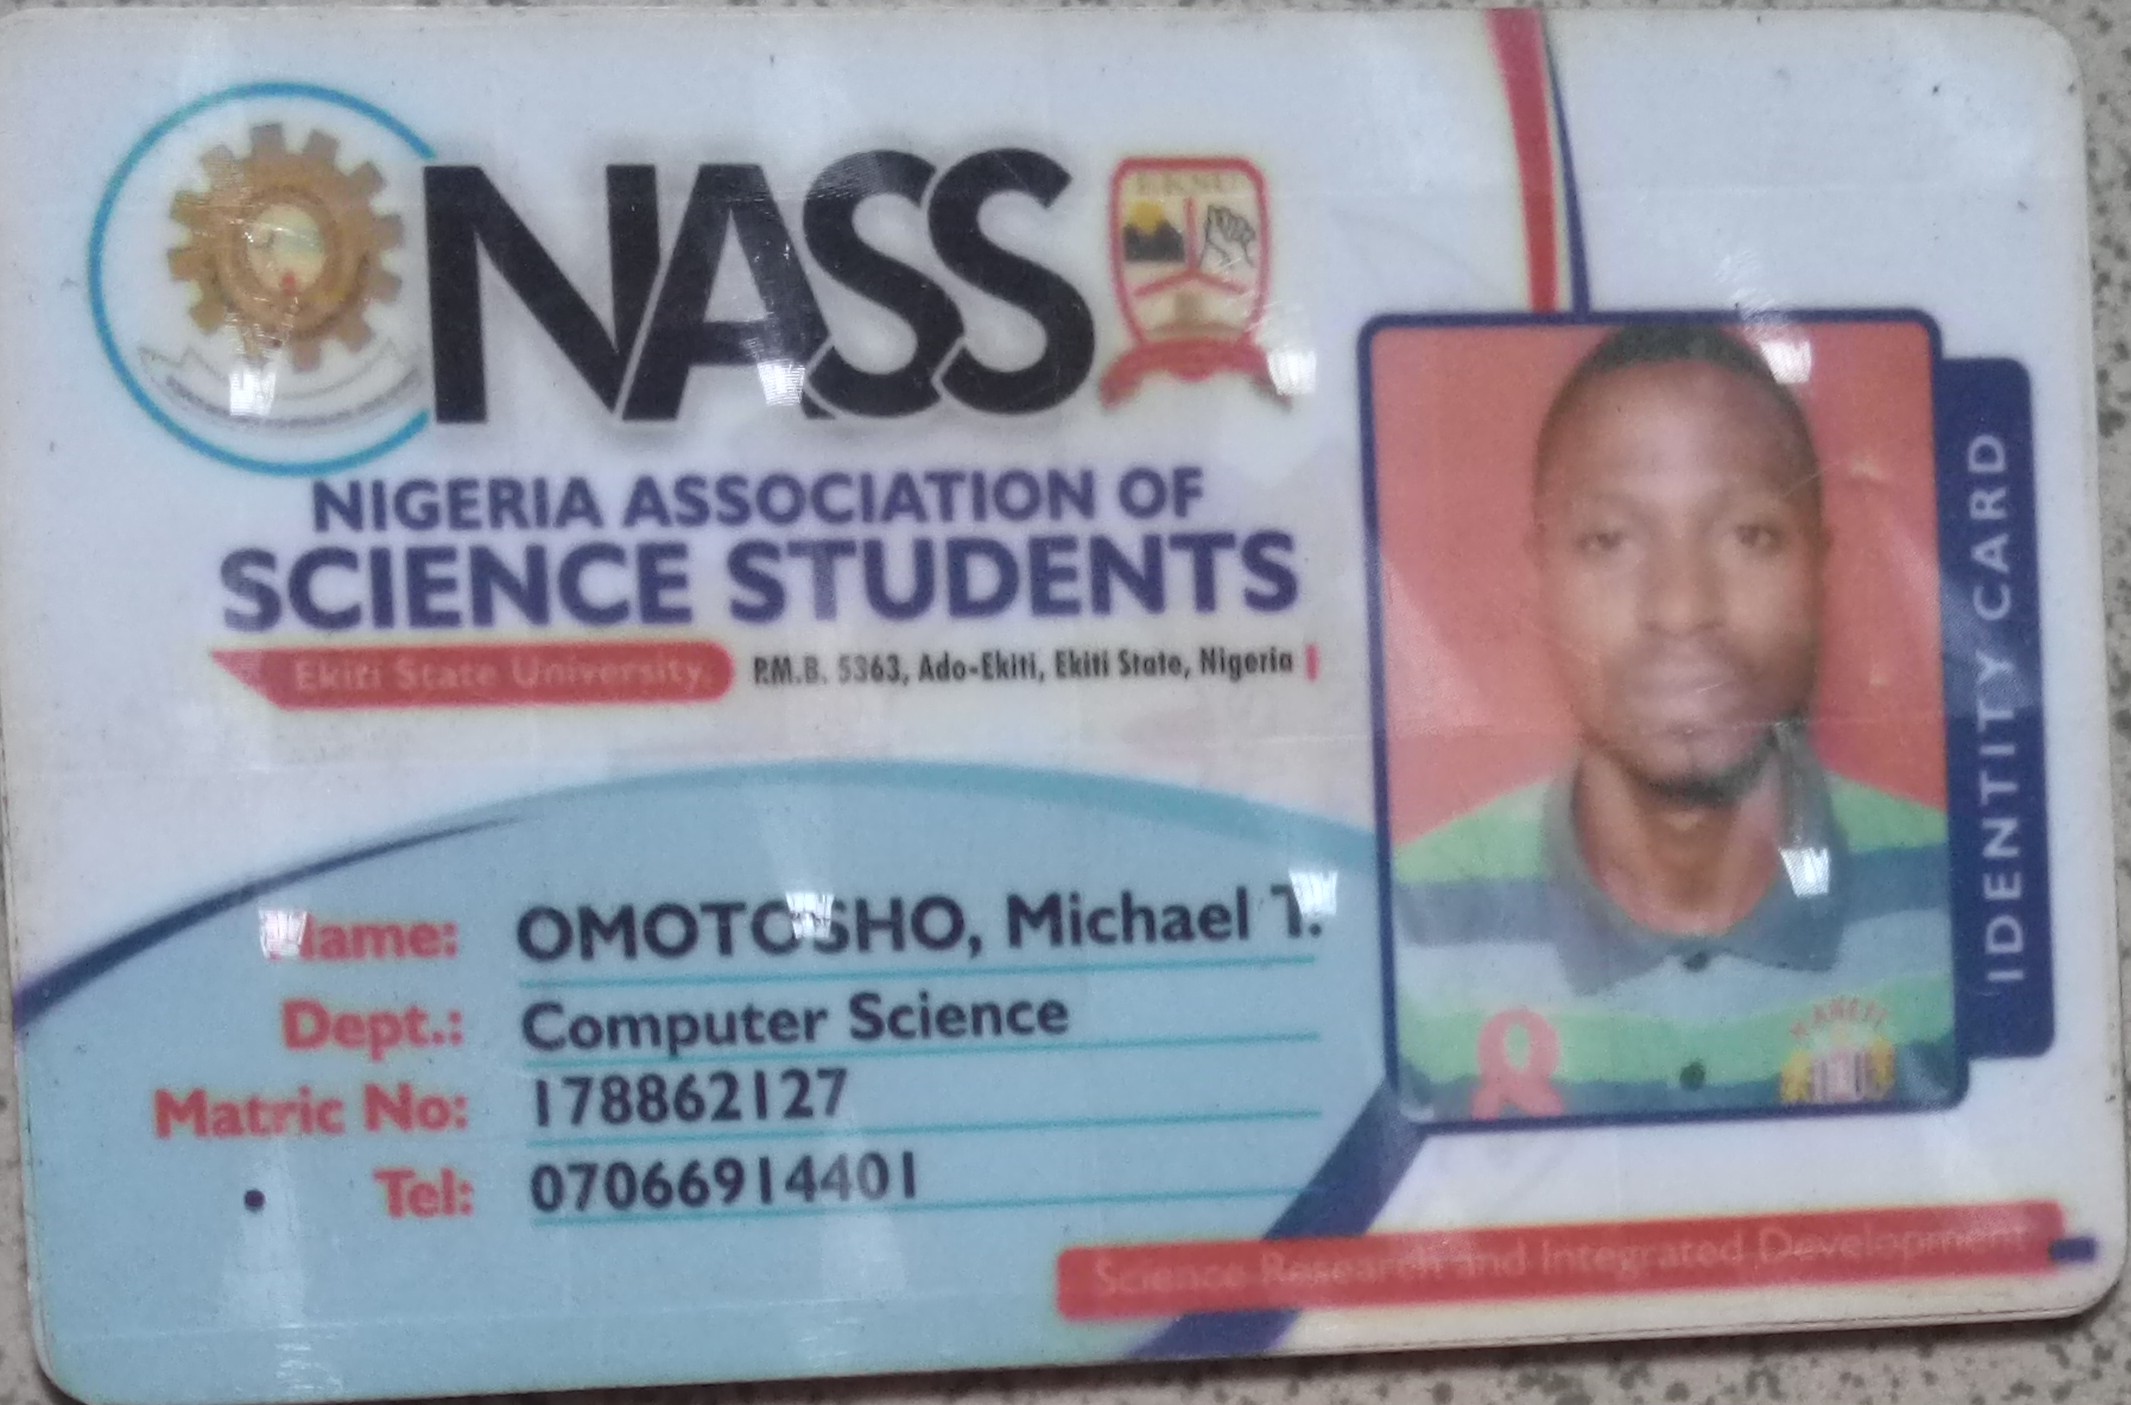 NASS
EKSU
NIGERIA ASSOCIATION OF
SCIENCE STUDENTS
Ekiti State University,
P.M.B. 5363, Ado-Ekiti, Ekiti State, Nigeria
IDENTITY CARD
Name: OMOTOSHO, Michael T.
Dept.: Computer Science
Matric No: 178862127
Tel: 07066914401
Science Research and Integrated Development